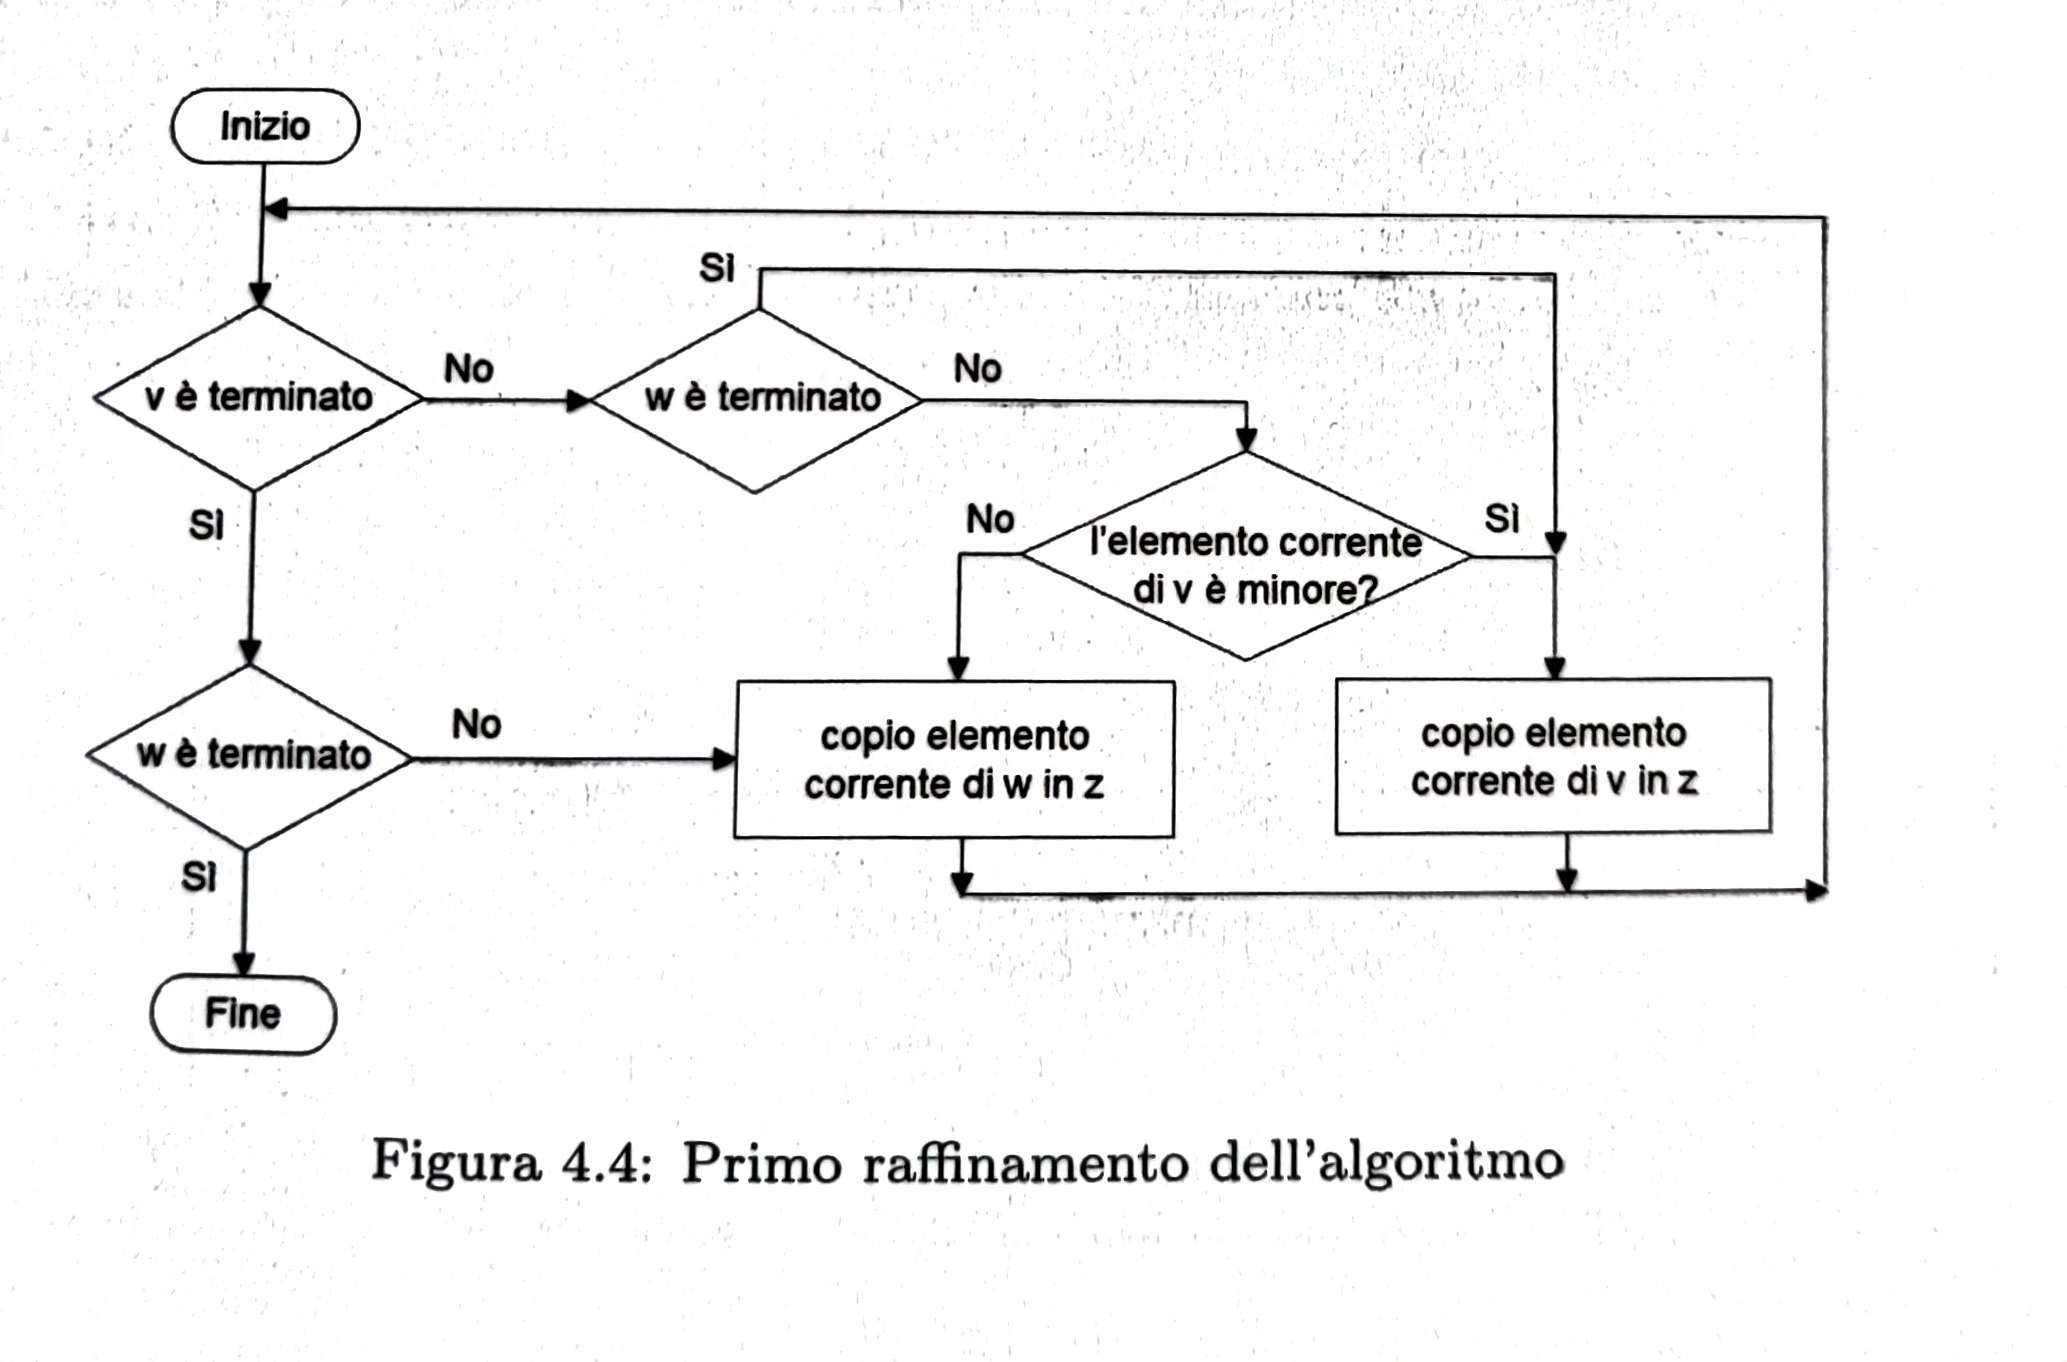 Inizio
Sì
v è terminato
No
w è terminato
No
Sì
No
l'elemento corrente
di v è minore?
Sì
w è terminato
No
copio elemento
corrente di w in z
copio elemento
corrente di v in z
Sì
Fine
Figura 4.4: Primo raffinamento dell'algoritmo